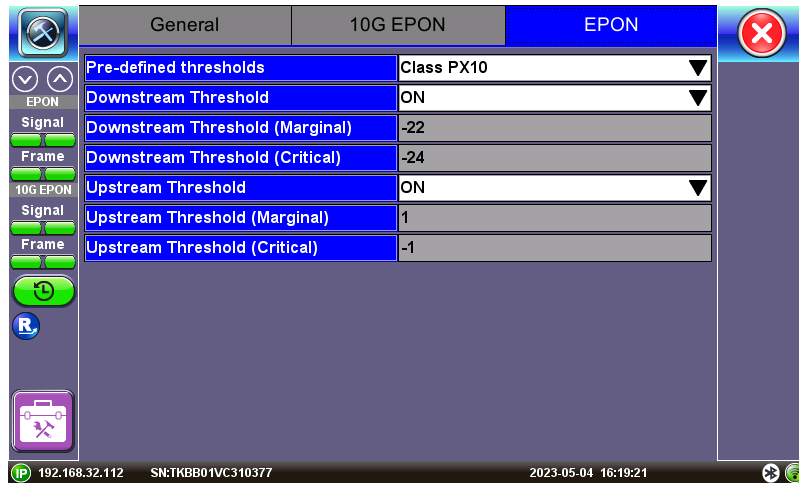 General 10G EPON EPON
Pre-defined thresholds Class PX10
Downstream Threshold ON
Downstream Threshold (Marginal) -22
Downstream Threshold (Critical) -24
Upstream Threshold ON
Upstream Threshold (Marginal) 1
Upstream Threshold (Critical) -1
EPON
Signal
Frame
10G EPON
Signal
Frame
R
IP 192.168.32.112 SN:TKBB01VC310377 2023-05-04 16:19:21